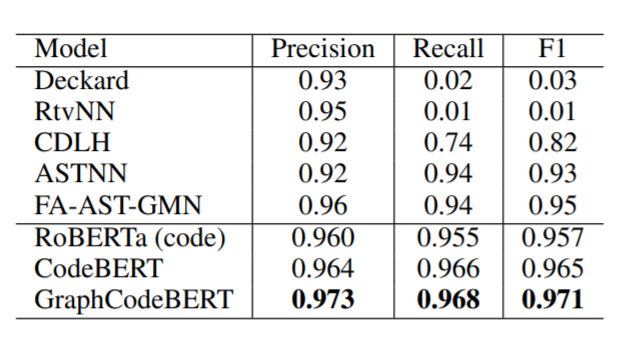 Model Precision Recall F1
Deckard 0.93 0.02 0.03
RtvNN 0.95 0.01 0.01
CDLH 0.92 0.74 0.82
ASTNN 0.92 0.94 0.93
FA-AST-GMN 0.96 0.94 0.95
RoBERTa (code) 0.960 0.955 0.957
CodeBERT 0.964 0.966 0.965
GraphCodeBERT 0.973 0.968 0.971